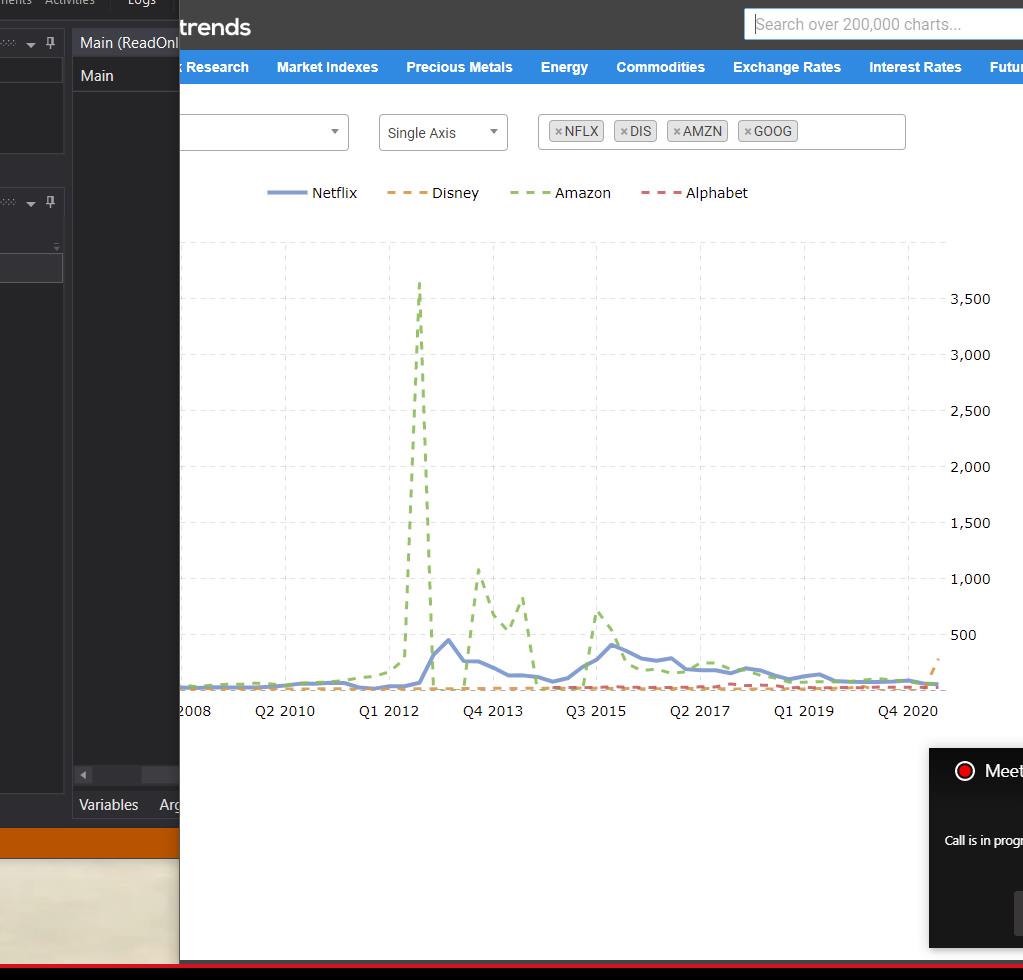 Activities
Logs
Main (ReadOnl
Main
Variables
trends
Search over 200,000 charts...
Research
Market Indexes
Precious Metals
Energy
Commodities
Exchange Rates
Interest Rates
Futur
Single Axis
×NFLX
×DIS
×AMZN
×GOOG
Netflix
Disney
Amazon
Alphabet
3,500
3,000
2,500
2,000
1,500
1,000
500
2008
Q2 2010
Q1 2012
Q4 2013
Q3 2015
Q2 2017
Q1 2019
Q4 2020
Meet
Call is in progr